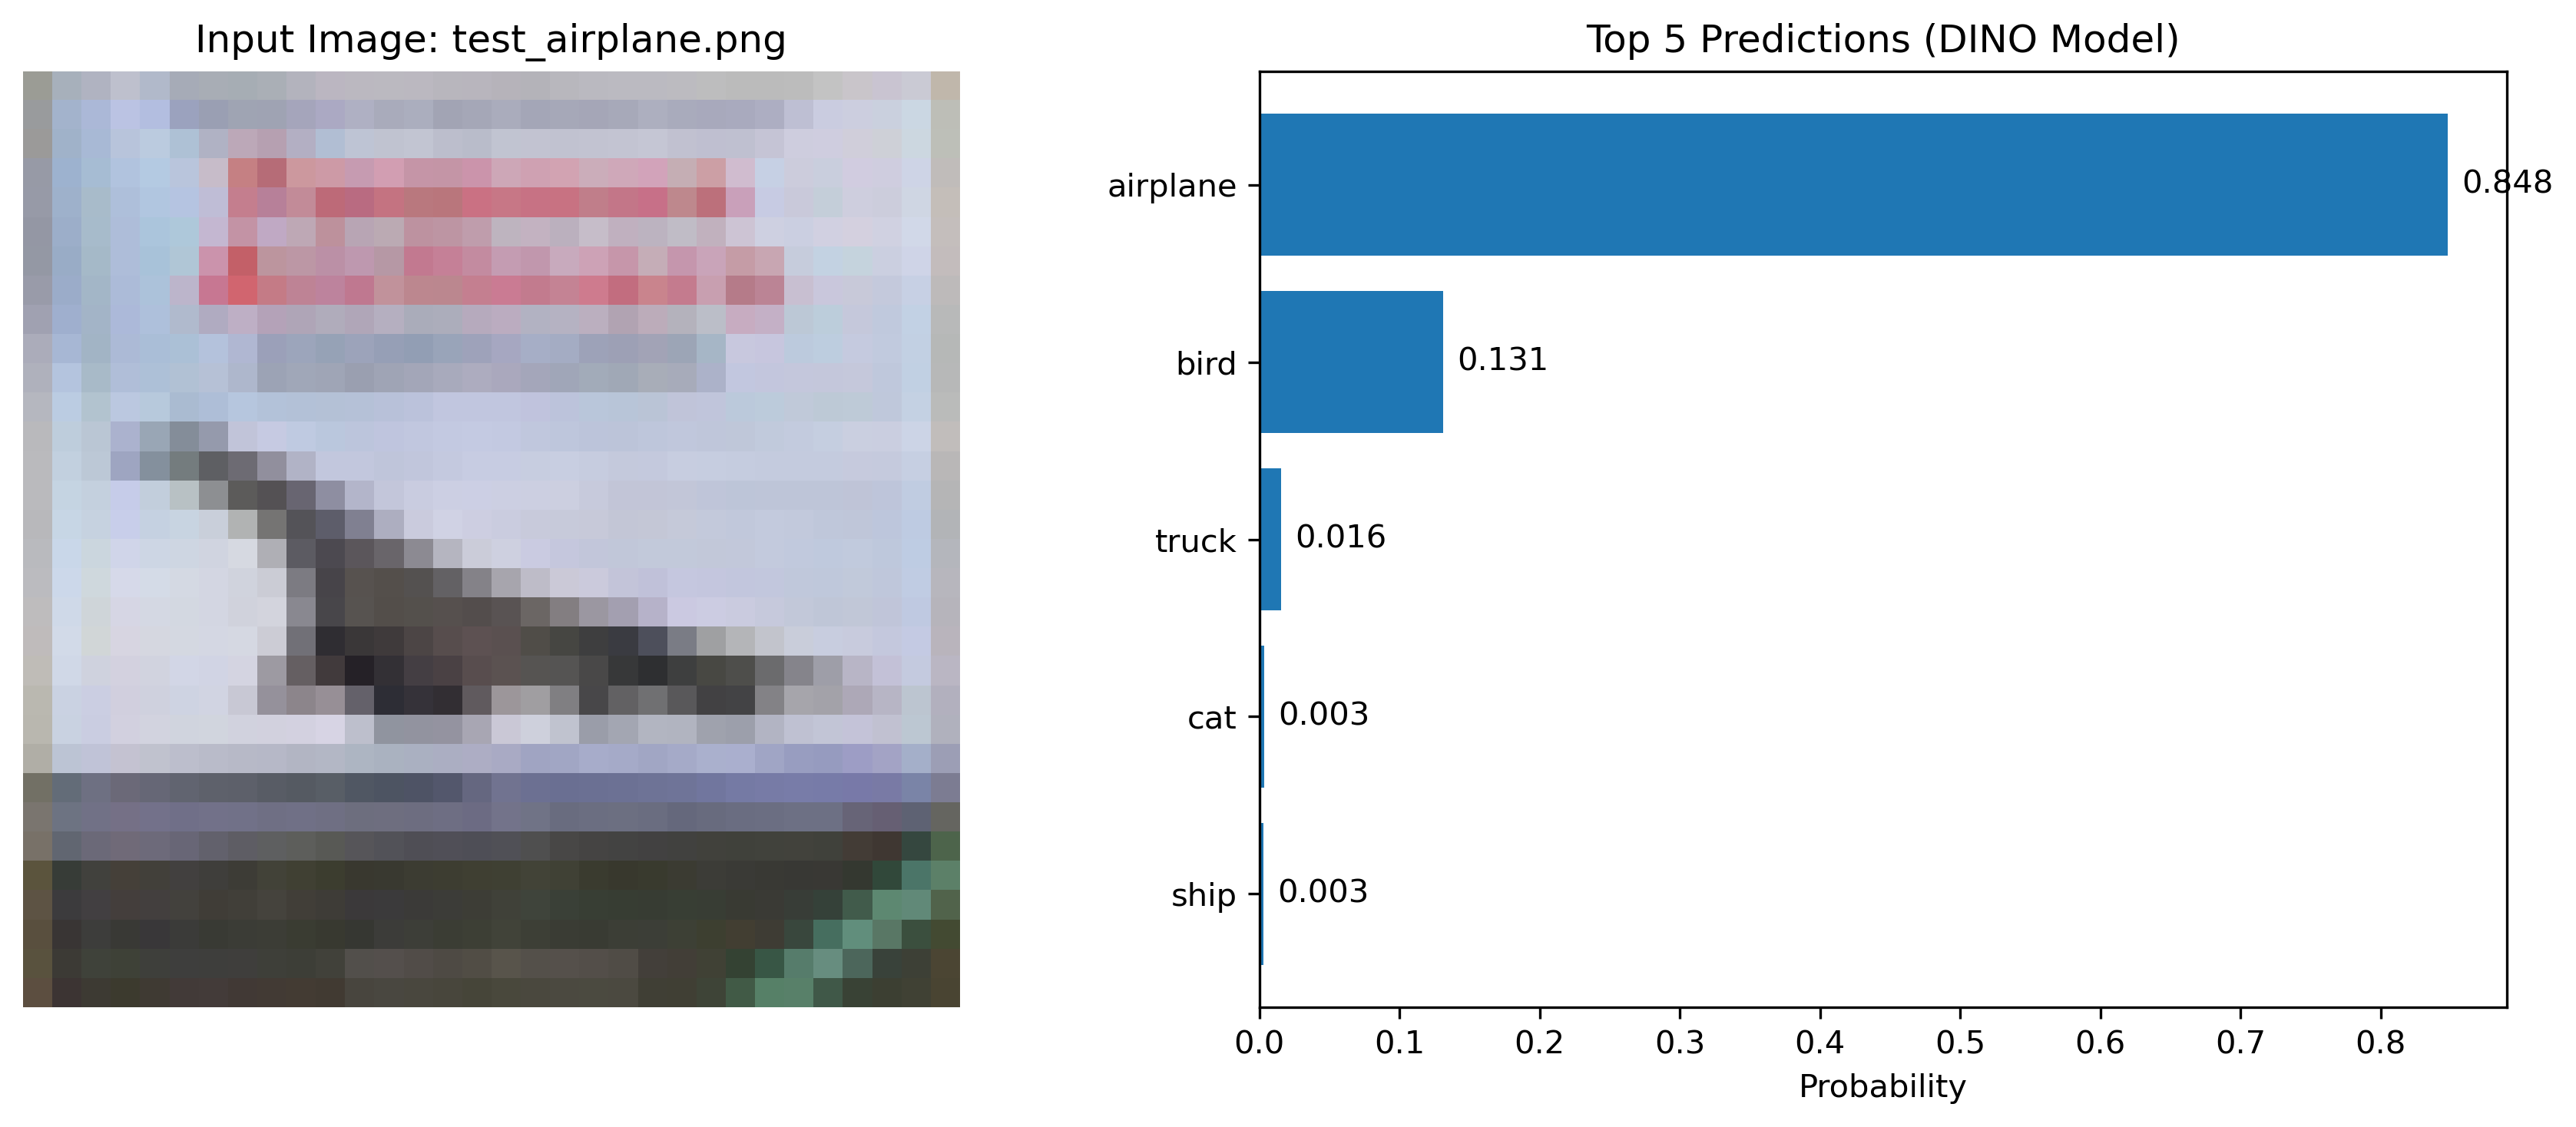 Input Image: test_airplane.png
Top 5 Predictions (DINO Model)
airplane
0.848
bird
0.131
truck
0.016
cat
0.003
ship
0.003
0.0 0.1 0.2 0.3 0.4 0.5 0.6 0.7 0.8
Probability